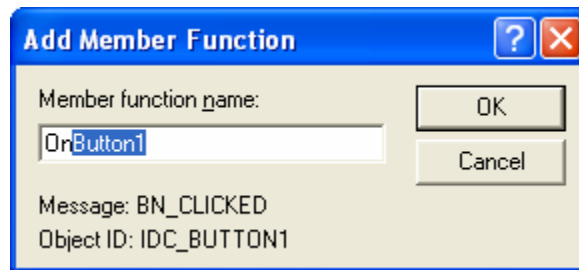 Add Member Function
Member function name:
OK
OnButton1
Cancel
Message: BN_CLICKED
Object ID: IDC_BUTTON1